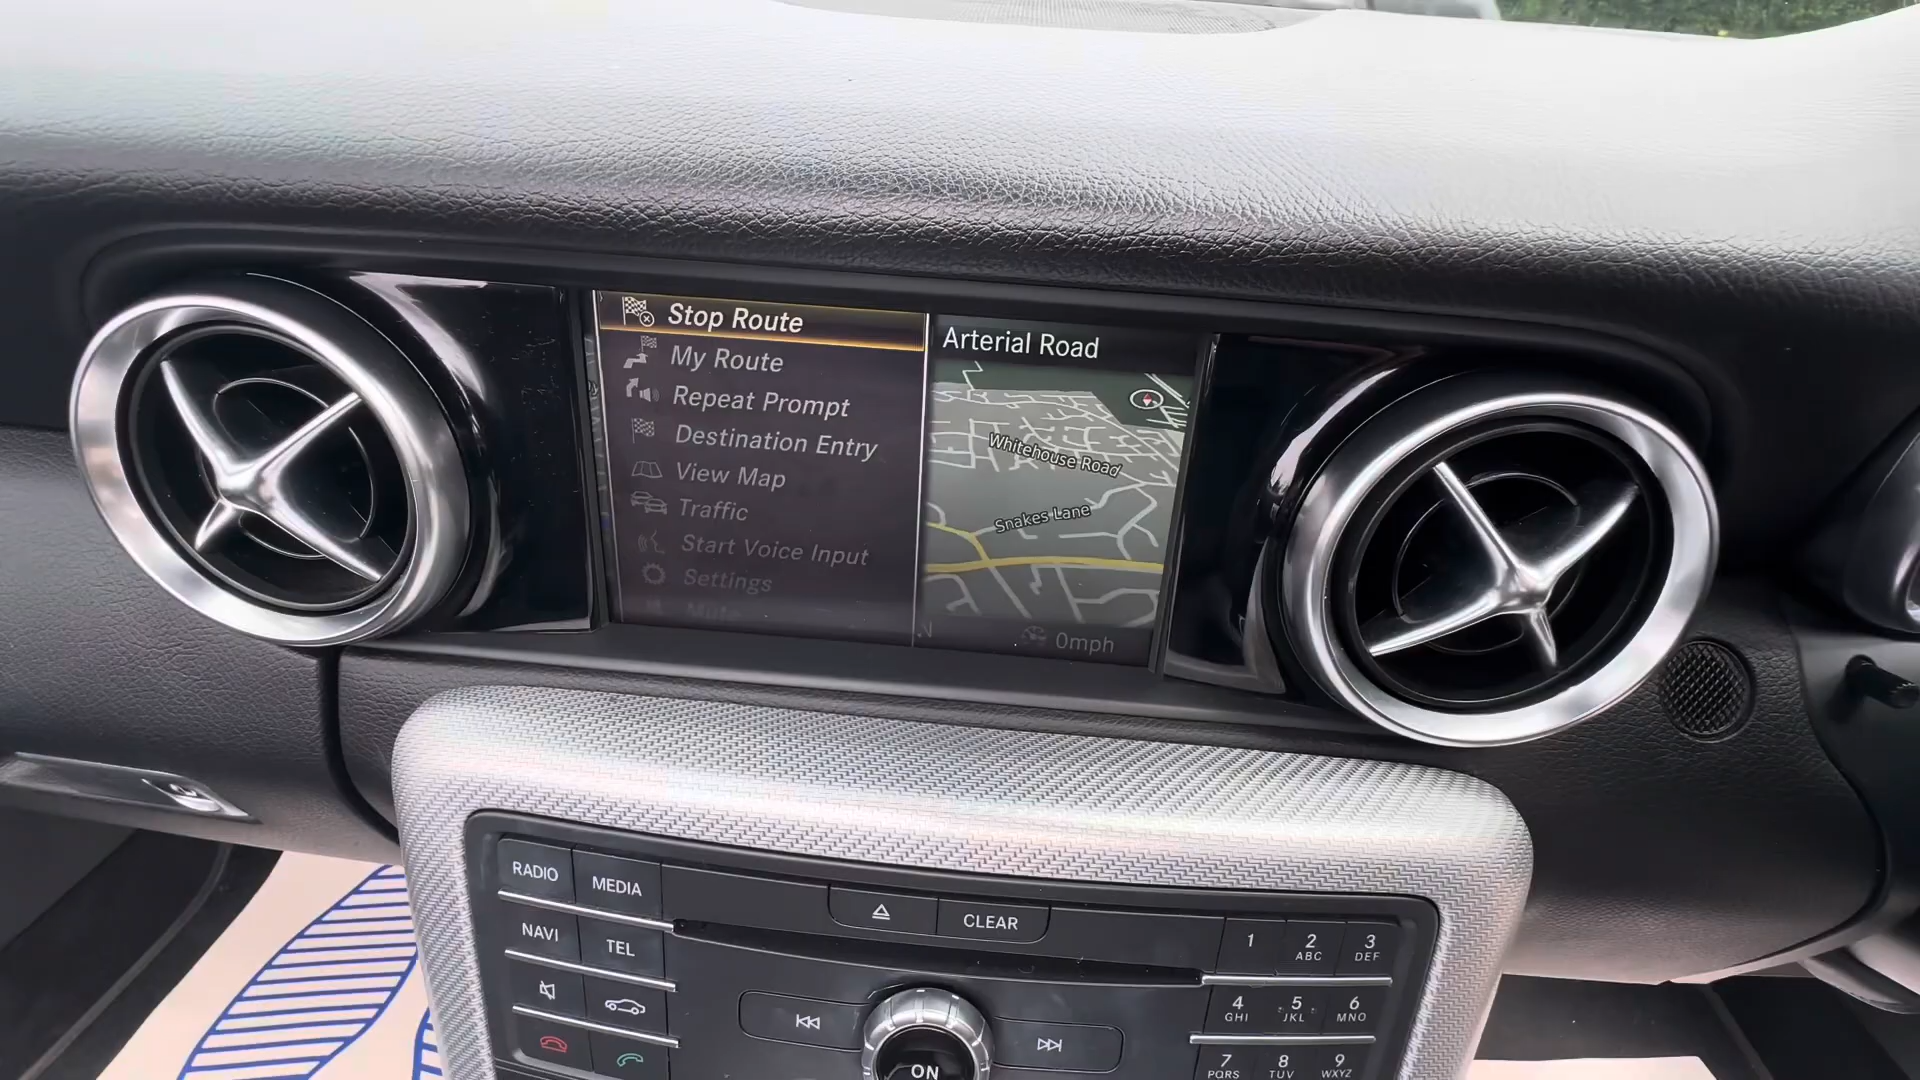 Stop Route
My Route
Repeat Prompt
Destination Entry
View Map
Traffic
Start Voice Input
Settings
Mute
Arterial Road
Whitehouse Road
Snakes Lane
N
0mph
RADIO
MEDIA
NAVI
TEL
CLEAR
ON
1
2
ABC
3
DEF
4
GHI
5
JKL
6
MNO
7
PQRS
8
TUV
9
WXYZ